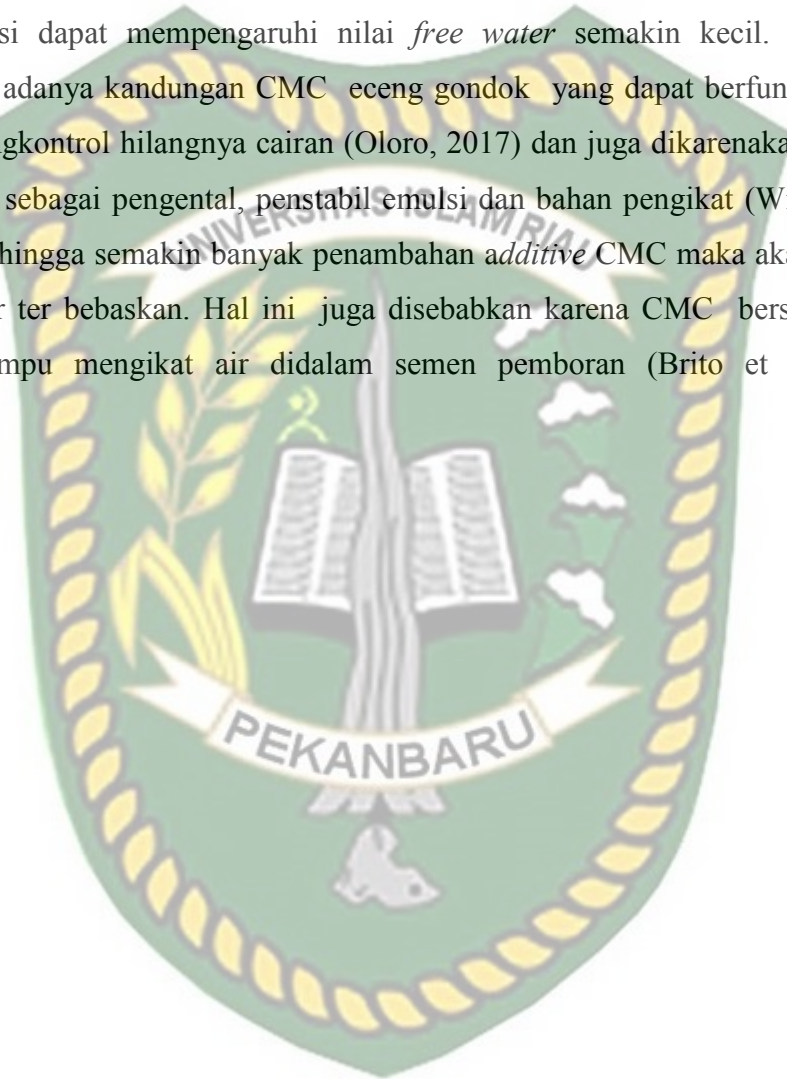 si dapat mempengaruhi nilai free water semakin kecil.
adanya kandungan CMC eceng gondok yang dapat berfun
ngkontrol hilangnya cairan (Oloro, 2017) dan juga dikarenaka
sebagai pengental, penstabil emulsi dan bahan pengikat (Wi
UNIVERSITAS ISLAM RIAU
hingga semakin banyak penambahan additive CMC maka aka
r ter bebaskan. Hal ini juga disebabkan karena CMC bers
mpu mengikat air didalam semen pemboran (Brito et
PEKANBARU